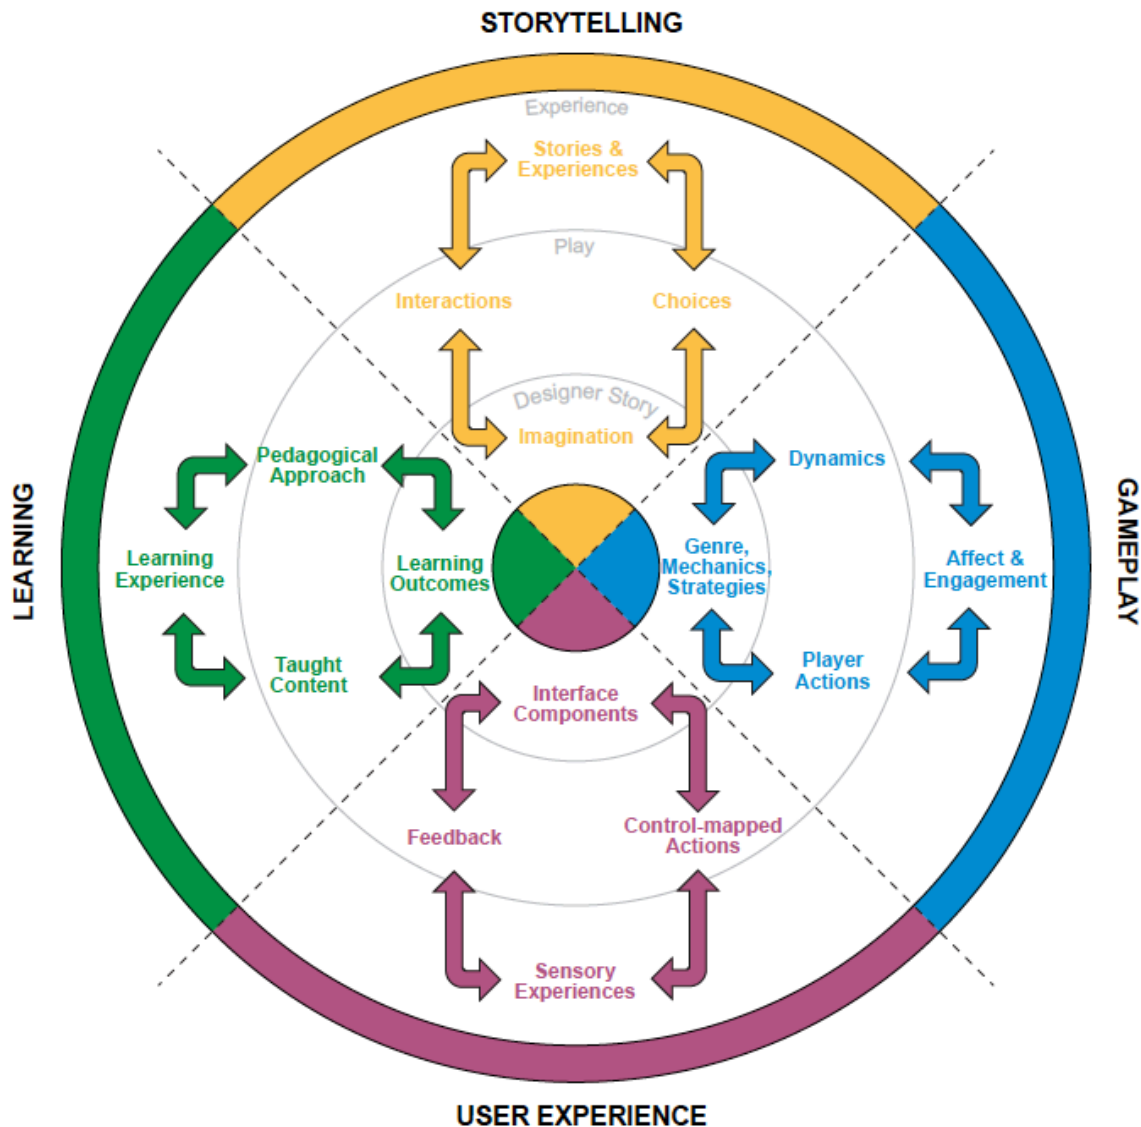 STORYTELLING
Experience
Stories &
Experiences
Play
Interactions
Choices
Designer Story
Imagination
Pedagogical
Approach
Dynamics
LEARNING
Learning
Experience
Learning
Outcomes
Genre,
Mechanics,
Strategies
Affect &
Engagement
GAMEPLAY
Taught
Content
Player
Actions
Interface
Components
Feedback
Control-mapped
Actions
Sensory
Experiences
USER EXPERIENCE